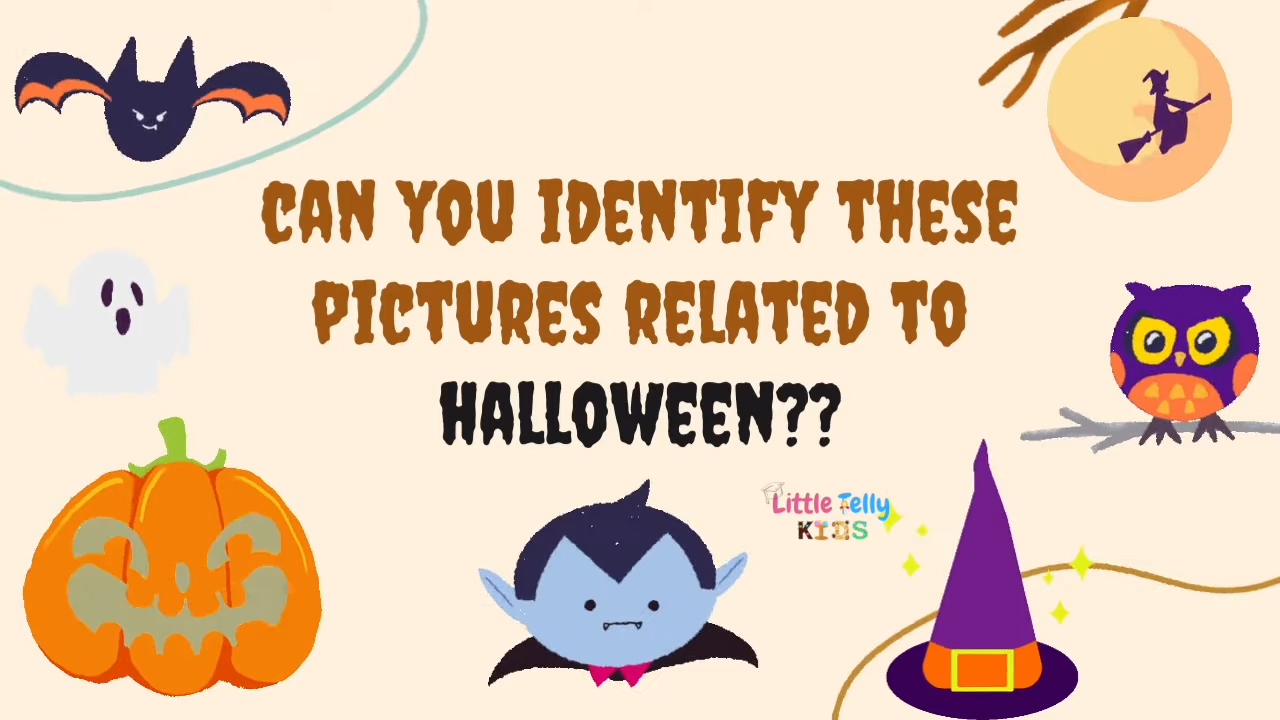 CAN YOU IDENTIFY THESE
PICTURES RELATED TO
HALLOWEEN??
Little Telly
KIDS